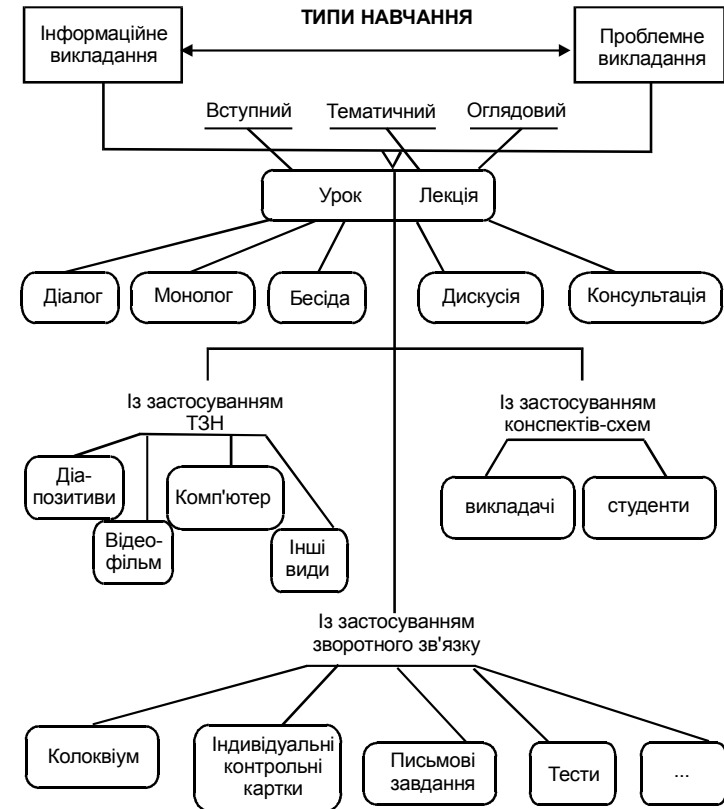 ТИПИ НАВЧАННЯ
Інформаційне
викладання
Проблемне
викладання
Вступний
Тематичний
Оглядовий
Урок
Лекція
Діалог
Монолог
Бесіда
Дискусія
Консультація
Із застосуванням
ТЗН
Із застосуванням
конспектів-схем
Діа-
позитиви
Відео-
фільм
Комп'ютер
Інші
види
викладачі
студенти
Із застосуванням
зворотного зв'язку
Колоквіум
Індивідуальні
контрольні
картки
Письмові
завдання
Тести
...